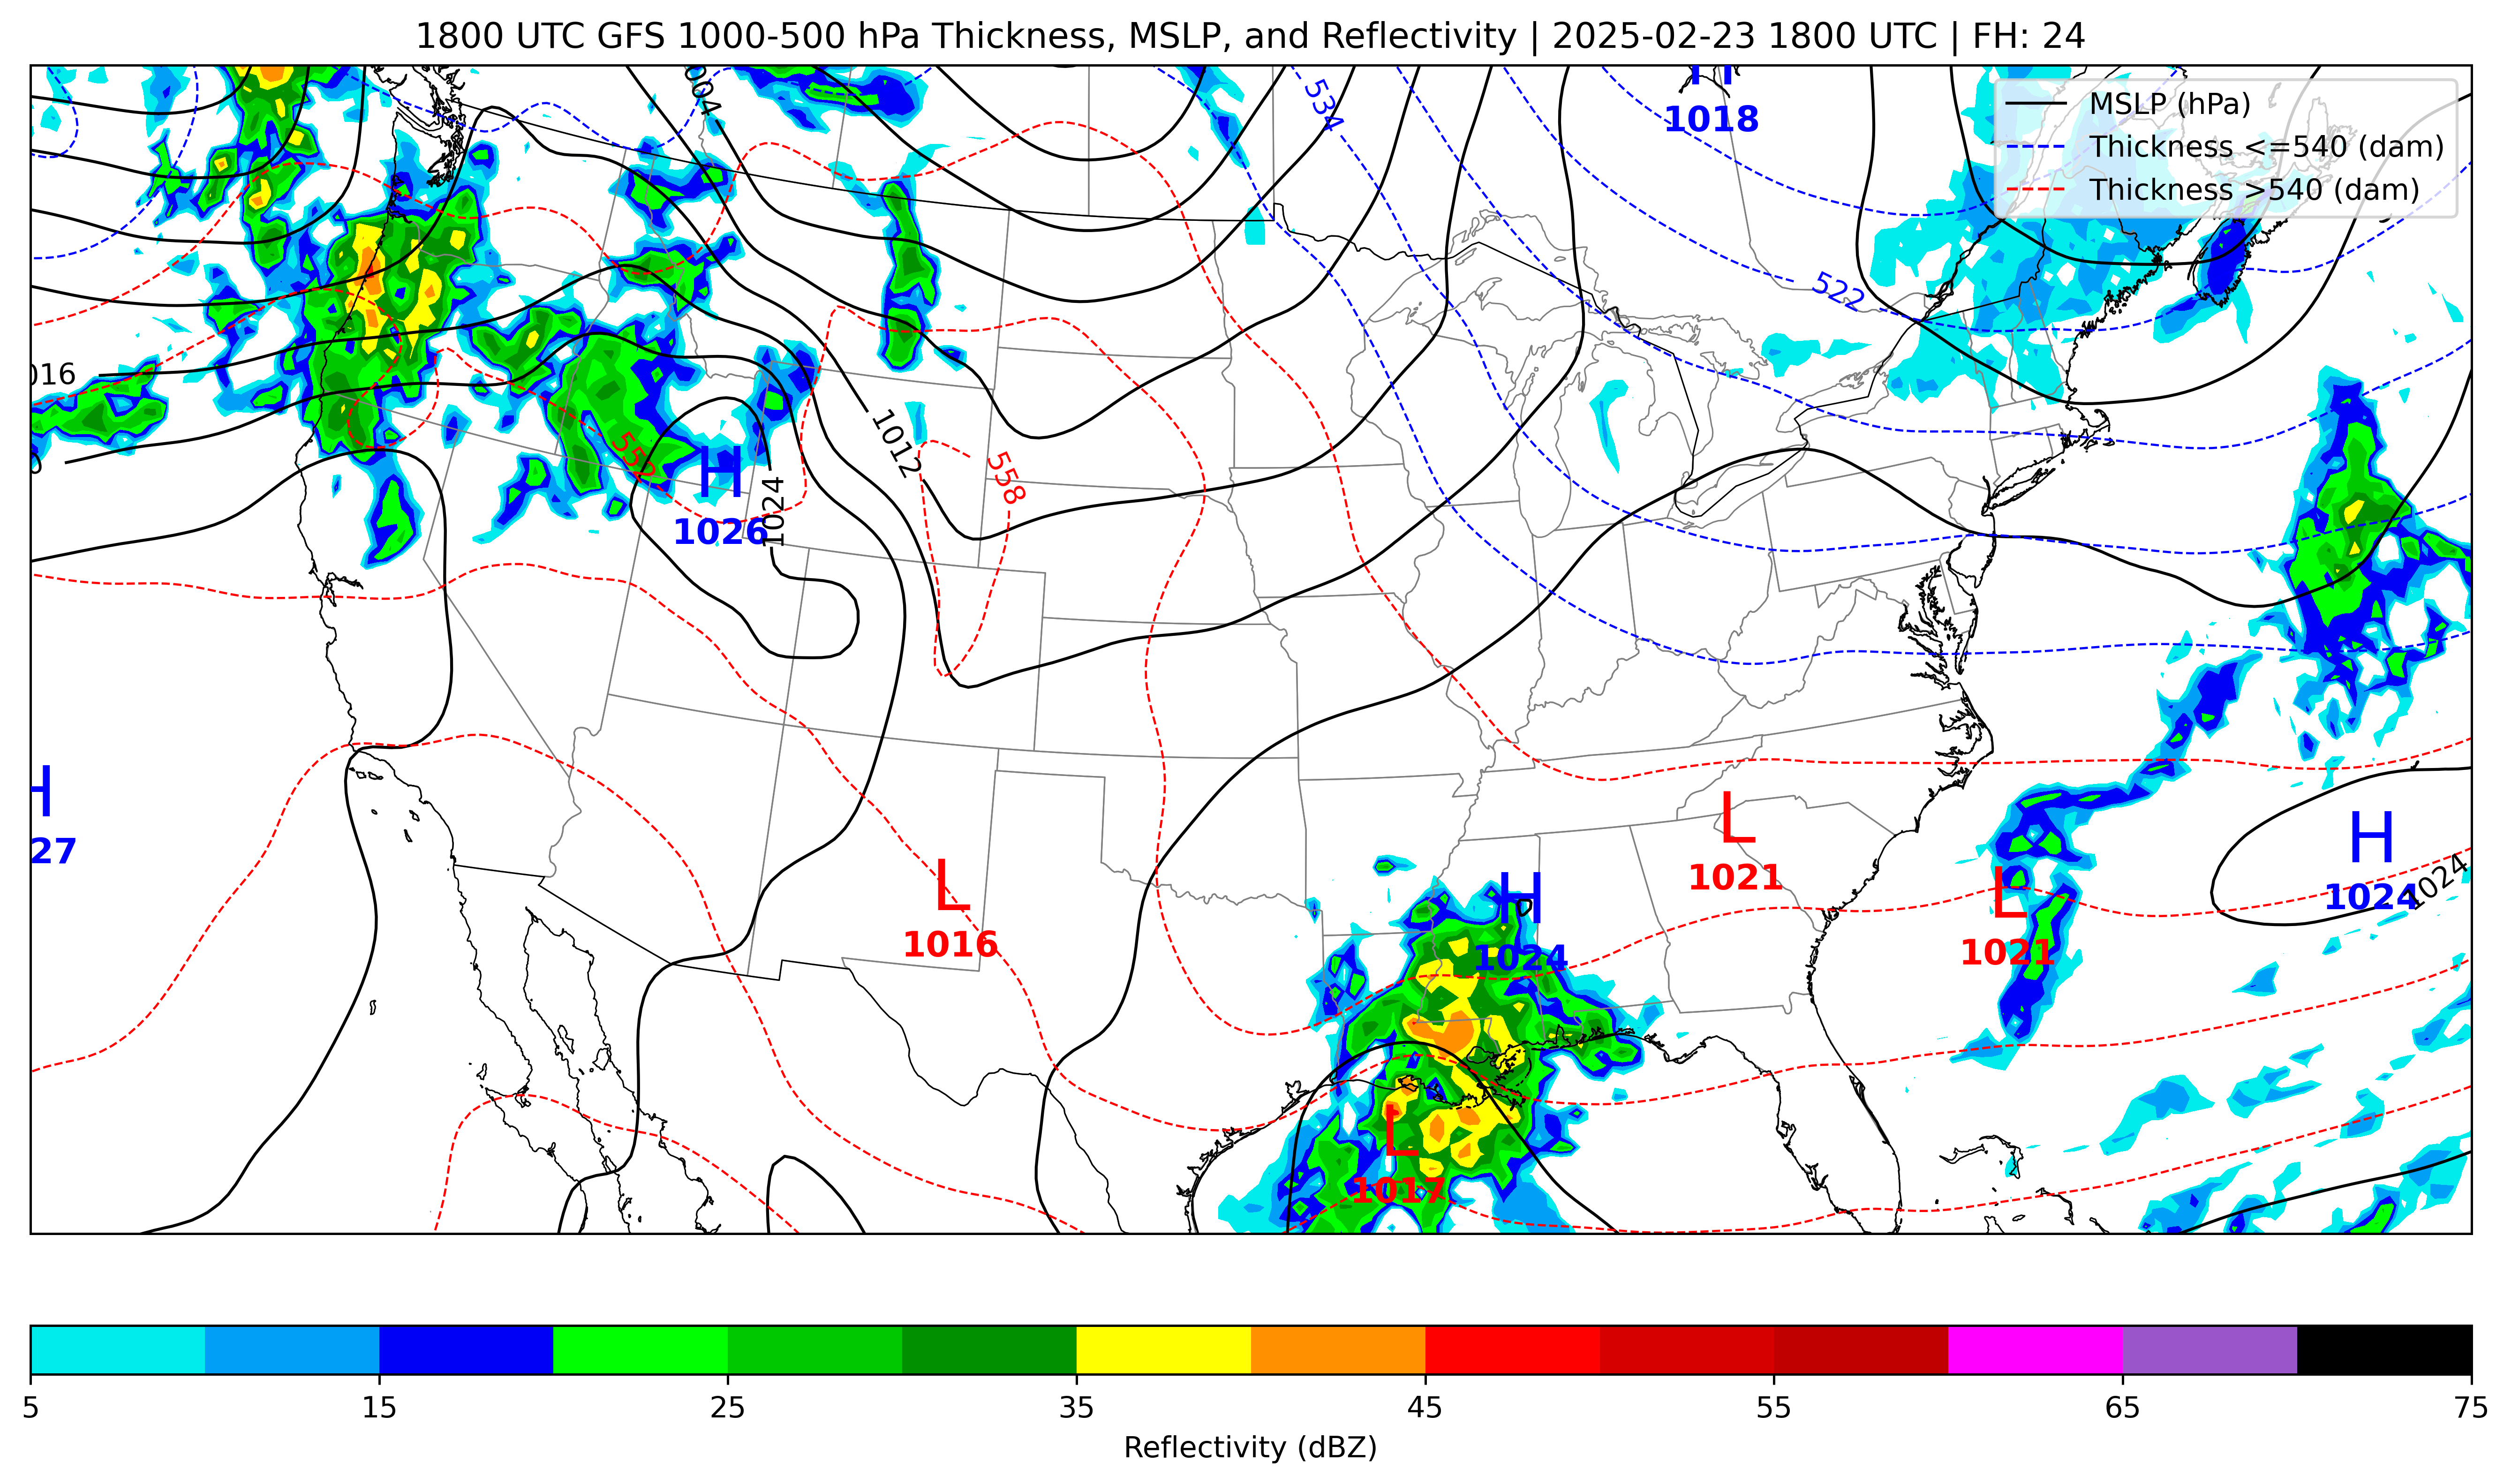 1800 UTC GFS 1000-500 hPa Thickness, MSLP, and Reflectivity | 2025-02-23 1800 UTC | FH: 24
MSLP (hPa)
Thickness <=540 (dam)
Thickness >540 (dam)
534
H
1018
522
016
1012
552
558
H
1026
1024
H
27
L
1016
L
1021
H
1024
L
1021
H
1024
1024
L
1017
5 15 25 35 45 55 65 75
Reflectivity (dBZ)